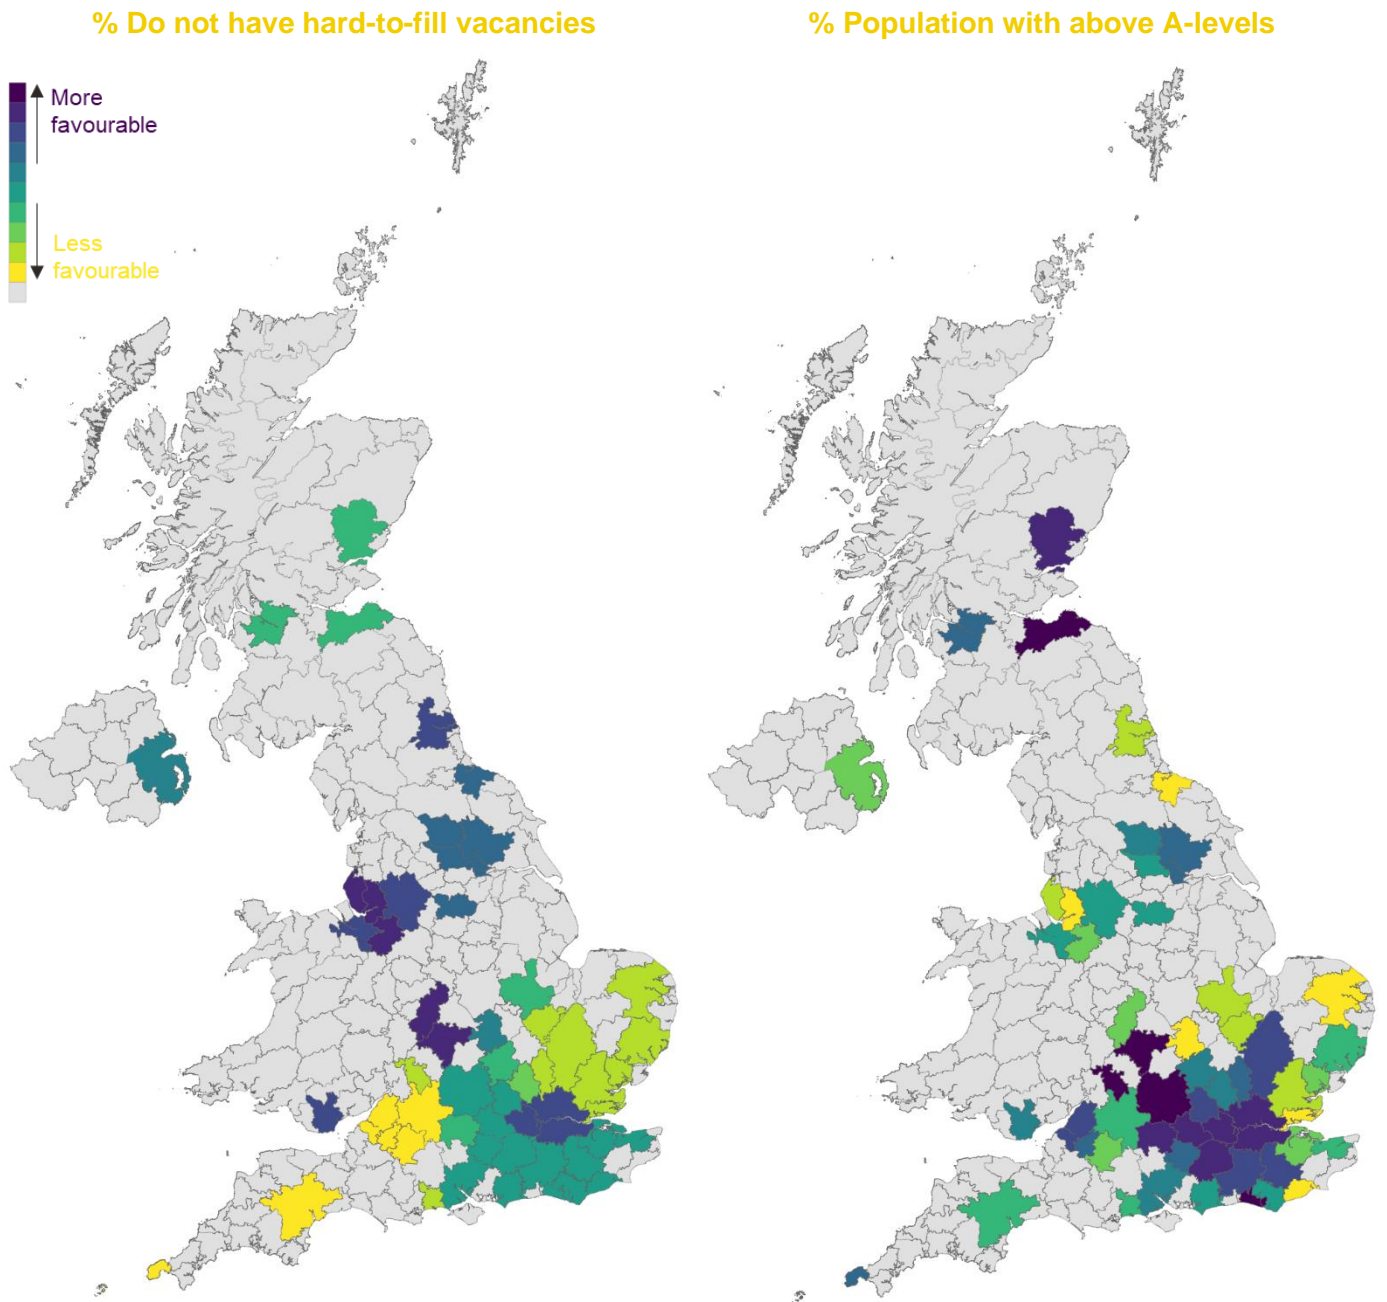 % Do not have hard-to-fill vacancies
% Population with above A-levels
More
favourable
Less
favourable